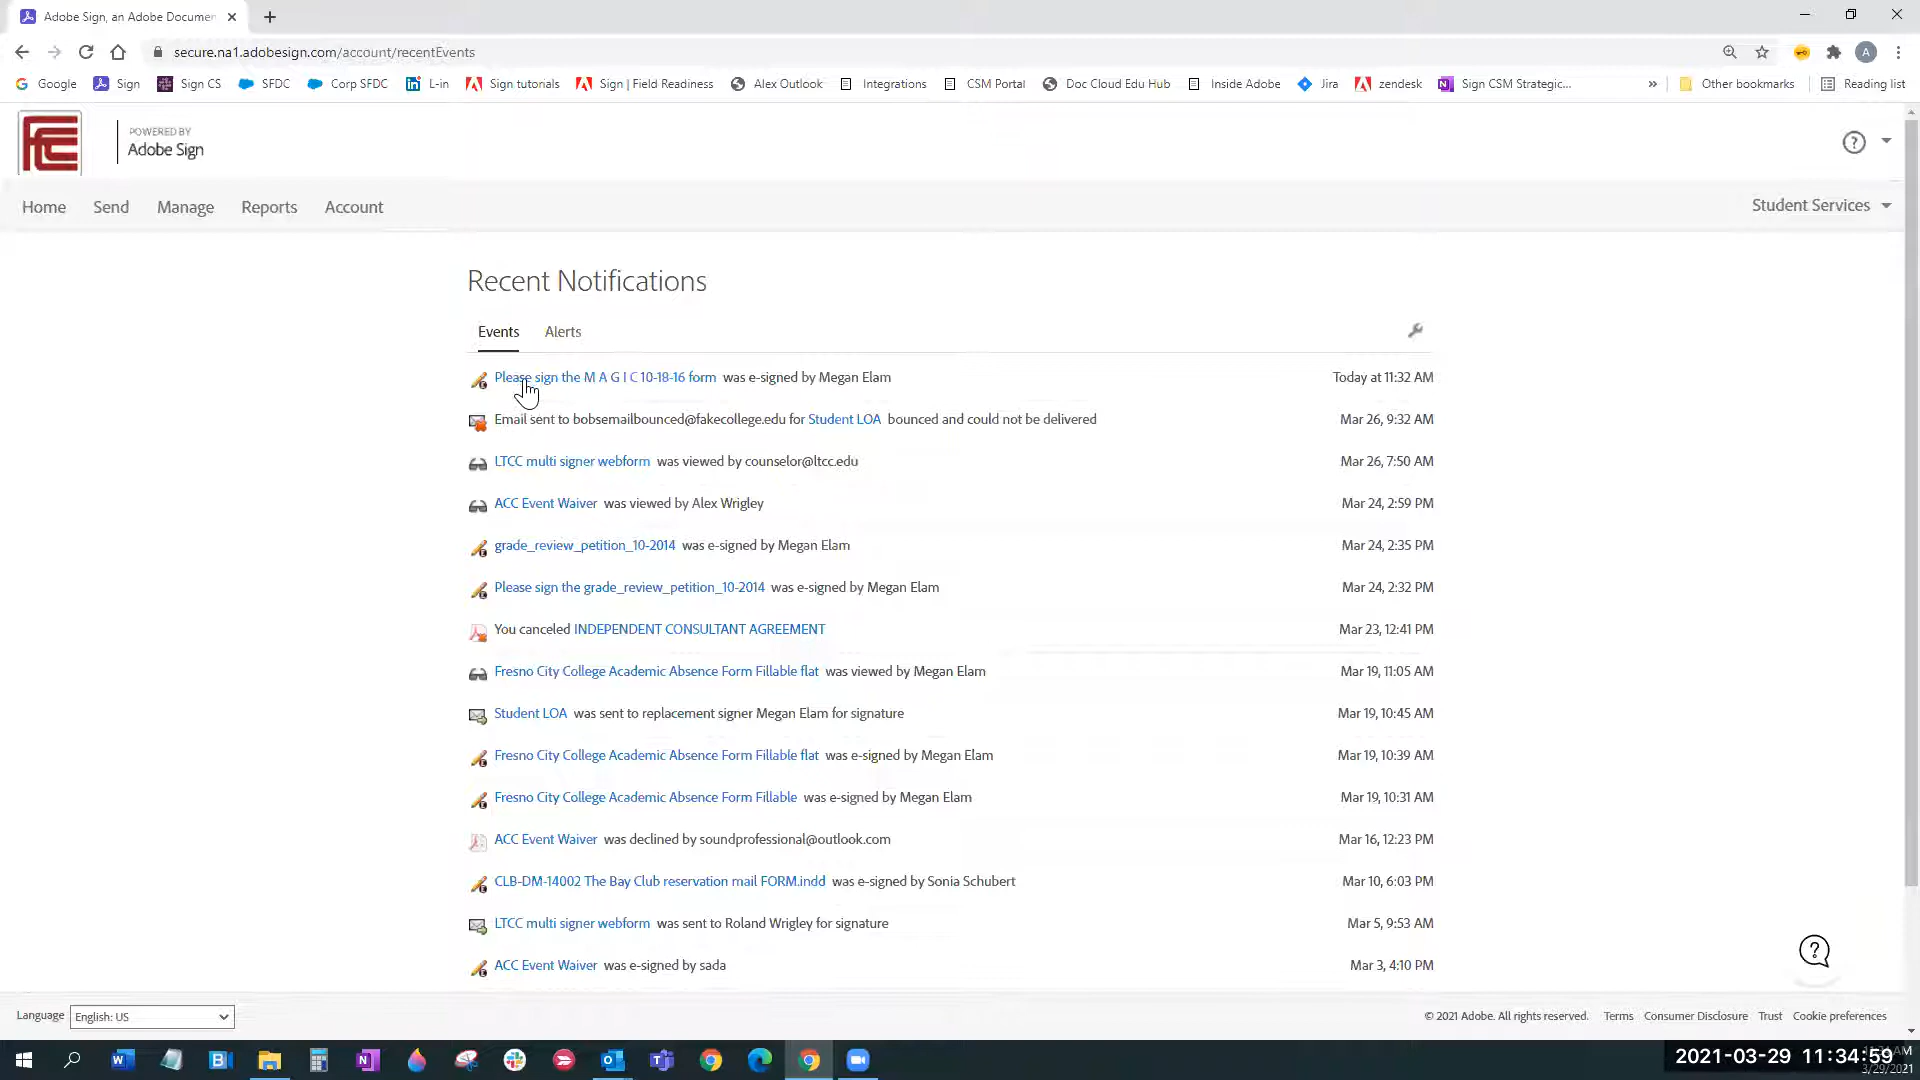 Adobe Sign, an Adobe Documen
secure.na1.adobesign.com/account/recentEvents
A
Google Sign Sign CS SFDC Corp SFDC L-in Sign tutorials Sign | Field Readiness Alex Outlook Integrations CSM Portal Doc Cloud Edu Hub Inside Adobe Jira zendesk Sign CSM Strategic... » Other bookmarks Reading list
FCC
POWERED BY
Adobe Sign
Home Send Manage Reports Account Student Services
Recent Notifications
Events Alerts
Please sign the M A G I C 10-18-16 form was e-signed by Megan Elam Today at 11:32 AM
Email sent to bobsemailbounced@fakecollege.edu for Student LOA bounced and could not be delivered Mar 26, 9:32 AM
LTCC multi signer webform was viewed by counselor@ltcc.edu Mar 26, 7:50 AM
ACC Event Waiver was viewed by Alex Wrigley Mar 24, 2:59 PM
grade_review_petition_10-2014 was e-signed by Megan Elam Mar 24, 2:35 PM
Please sign the grade_review_petition_10-2014 was e-signed by Megan Elam Mar 24, 2:32 PM
You canceled INDEPENDENT CONSULTANT AGREEMENT Mar 23, 12:41 PM
Fresno City College Academic Absence Form Fillable flat was viewed by Megan Elam Mar 19, 11:05 AM
Student LOA was sent to replacement signer Megan Elam for signature Mar 19, 10:45 AM
Fresno City College Academic Absence Form Fillable flat was e-signed by Megan Elam Mar 19, 10:39 AM
Fresno City College Academic Absence Form Fillable was e-signed by Megan Elam Mar 19, 10:31 AM
ACC Event Waiver was declined by soundprofessional@outlook.com Mar 16, 12:23 PM
CLB-DM-14002 The Bay Club reservation mail FORM.indd was e-signed by Sonia Schubert Mar 10, 6:03 PM
LTCC multi signer webform was sent to Roland Wrigley for signature Mar 5, 9:53 AM
ACC Event Waiver was e-signed by sada Mar 3, 4:10 PM
Language English: US © 2021 Adobe. All rights reserved. Terms Consumer Disclosure Trust Cookie preferences
2021-03-29 11:34:59
3/29/2021